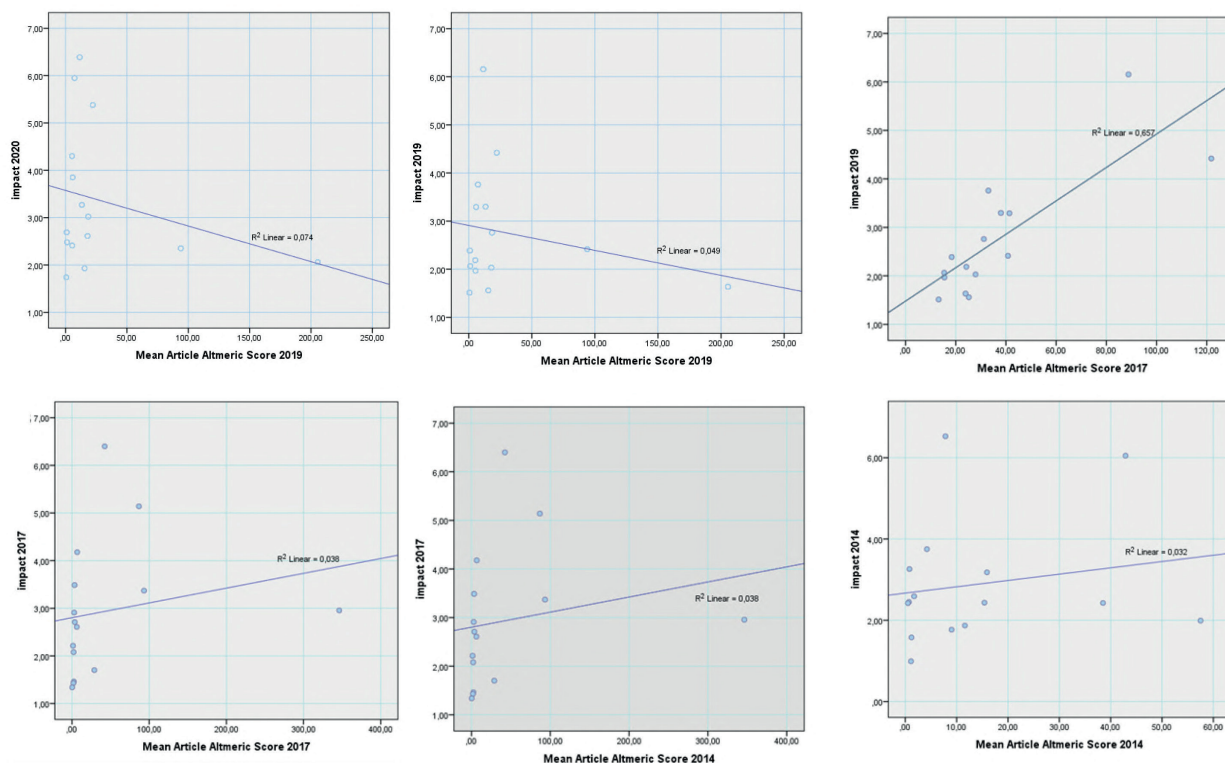 impact 2020
7,00
6,00
5,00
4,00
3,00
2,00
1,00
R2 Linear = 0,074
,00 50,00 100,00 150,00 200,00 250,00
Mean Article Altmeric Score 2019
impact 2019
7,00
6,00
5,00
4,00
3,00
2,00
1,00
R2 Linear = 0,049
,00 50,00 100,00 150,00 200,00 250,00
Mean Article Altmeric Score 2019
impact 2019
7,00
6,00
5,00
4,00
3,00
2,00
1,00
R2 Linear = 0,657
,00 20,00 40,00 60,00 80,00 100,00 120,00
Mean Article Altmeric Score 2017
impact 2017
7,00
6,00
5,00
4,00
3,00
2,00
1,00
R2 Linear = 0,038
,00 100,00 200,00 300,00 400,00
Mean Article Altmeric Score 2017
impact 2017
7,00
6,00
5,00
4,00
3,00
2,00
1,00
R2 Linear = 0,038
,00 100,00 200,00 300,00 400,00
Mean Article Altmeric Score 2014
impact 2014
6,00
4,00
2,00
,00
R2 Linear = 0,032
,00 10,00 20,00 30,00 40,00 50,00 60,00
Mean Article Altmeric Score 2014